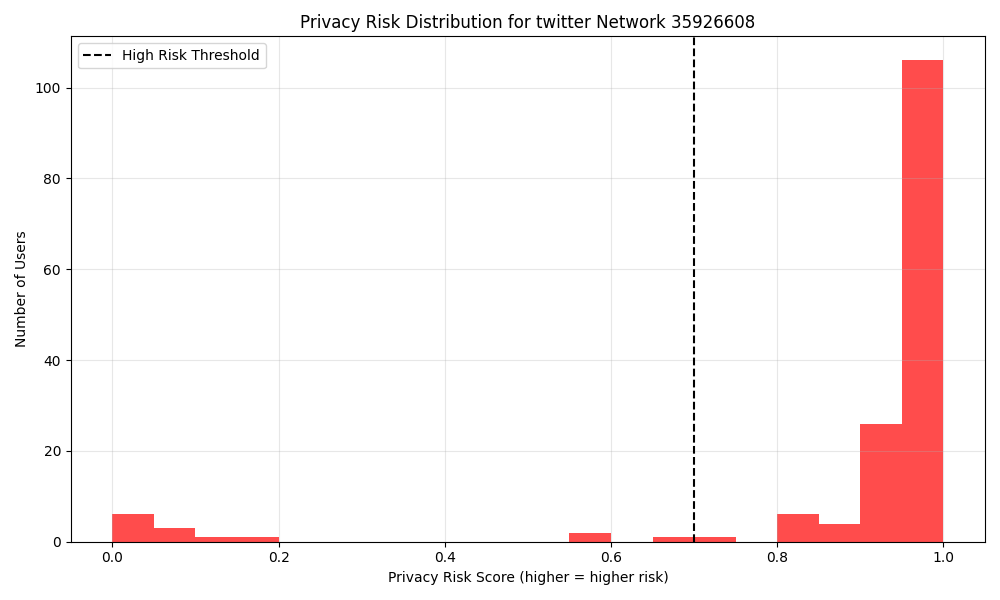 Privacy Risk Distribution for twitter Network 35926608
High Risk Threshold
Number of Users
100
80
60
40
20
0
0.0 0.2 0.4 0.6 0.8 1.0
Privacy Risk Score (higher = higher risk)